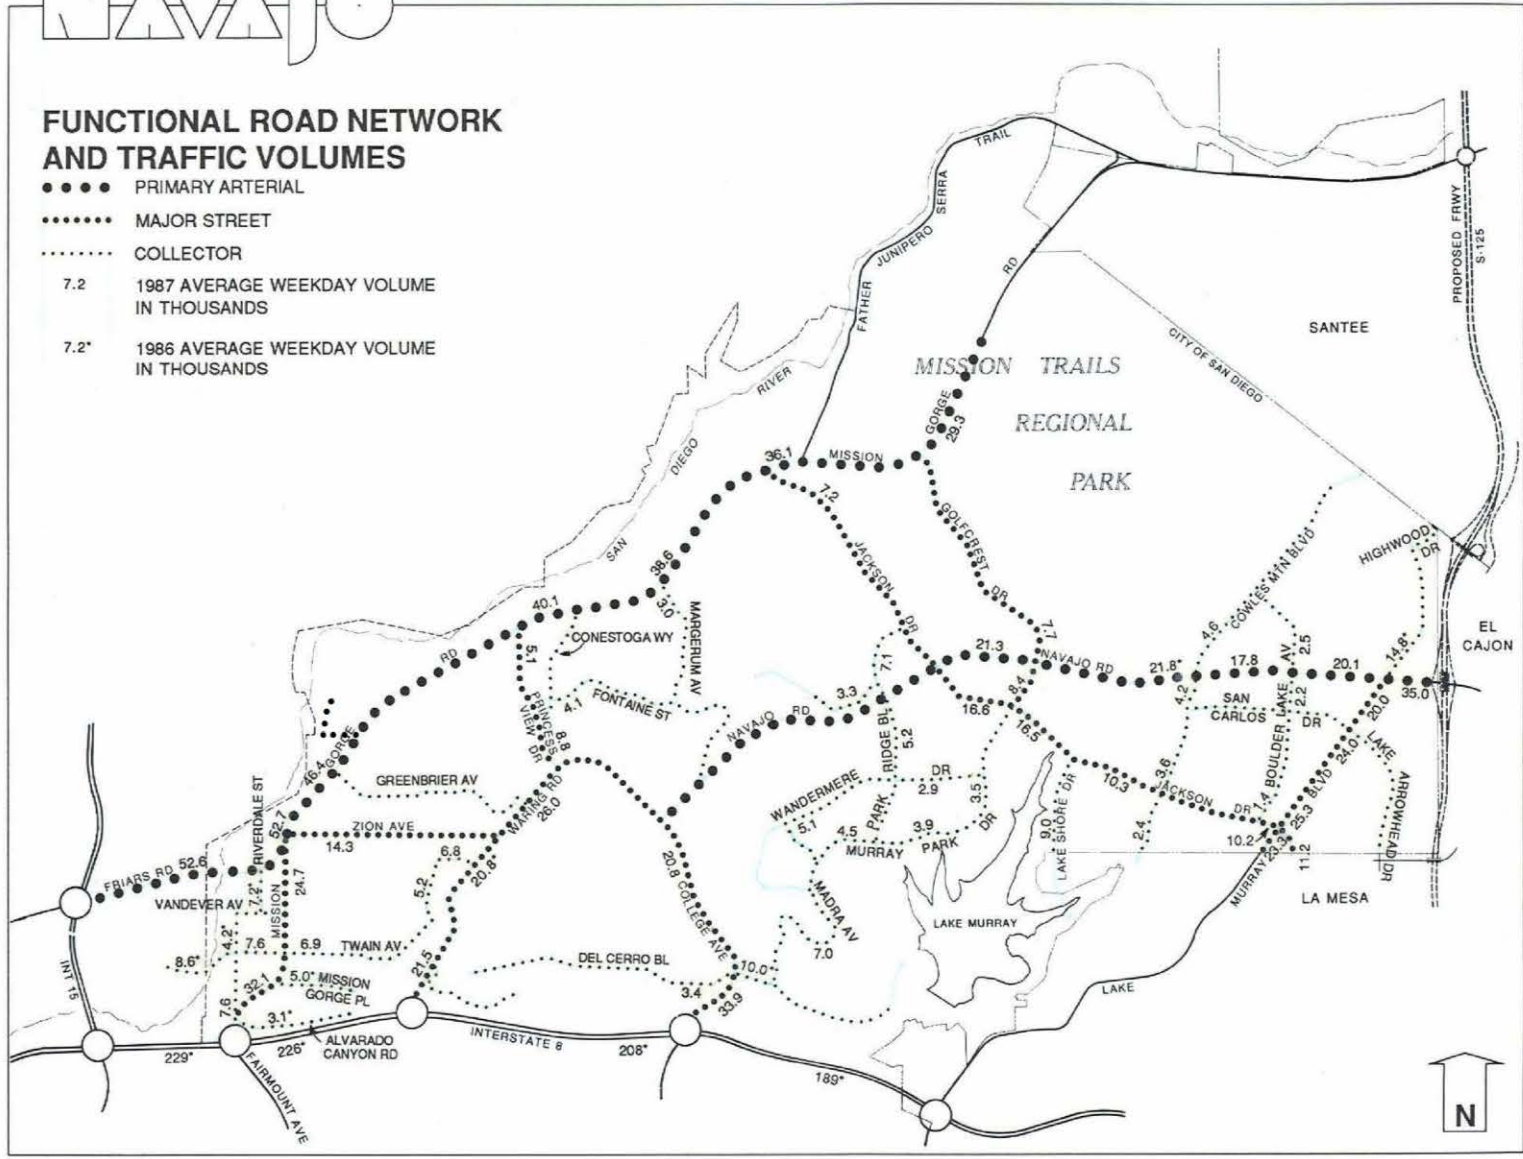 NAVAJO
FUNCTIONAL ROAD NETWORK
AND TRAFFIC VOLUMES
PRIMARY ARTERIAL
MAJOR STREET
COLLECTOR
7.2 1987 AVERAGE WEEKDAY VOLUME
IN THOUSANDS
7.2* 1986 AVERAGE WEEKDAY VOLUME
IN THOUSANDS
FATHER JUNIPERO SERRA TRAIL
PROPOSED FRWY
S-125
SANTEE
CITY OF SAN DIEGO
MISSION TRAILS
REGIONAL
PARK
SAN DIEGO RIVER
36.1
MISSION
GORGE
RD
29.3
7.2
JACKSON
DR
GOLFCREST
DR
7.7
38.6
3.0
40.1
CONESTOGA WY
MARGERUM AV
5.1
PRINCESS
VIEW DR
4.1
FONTAINE ST
8.8
RD
GORGE
46.4
GREENBRIER AV
WARING RD
26.0
ZION AVE
14.3
52.7
RIVERDALE ST
FRIARS RD
52.6
VANDEVER AV
7.2*
4.2*
MISSION
24.7
7.6
6.9
TWAIN AV
8.6*
32.1
5.0*
MISSION
GORGE PL
7.6
3.1*
ALVARADO
CANYON RD
6.8
5.2
20.8
21.5
INT 15
229*
226*
FAIRMOUNT AVE
INTERSTATE 8
208*
189*
DEL CERRO BL
3.4
33.9
10.0*
20.8
COLLEGE AVE
NAVAJO
RD
3.3
7.1
RIDGE BL
5.2
PARK
WANDERMERE
DR
2.9
3.5
DR
5.1
4.5
MURRAY
3.9
PARK
MADRA AV
7.0
21.3
NAVAJO RD
8.4
16.6
16.5
10.3
JACKSON
DR
LAKE SHORE DR
9.0
LAKE MURRAY
21.8*
17.8
20.1
35.0
4.2
4.6
COWLES MTN BLVD
2.5
BOULDER LAKE
AV
2.2
SAN
CARLOS
DR
3.6
2.4
1.4
10.2
25.3
23.3
11.2
BLVD
24.0
20.0
14.8*
HIGHWOOD
DR
EL
CAJON
LAKE
ARROWHEAD DR
LA MESA
MURRAY
LAKE
N